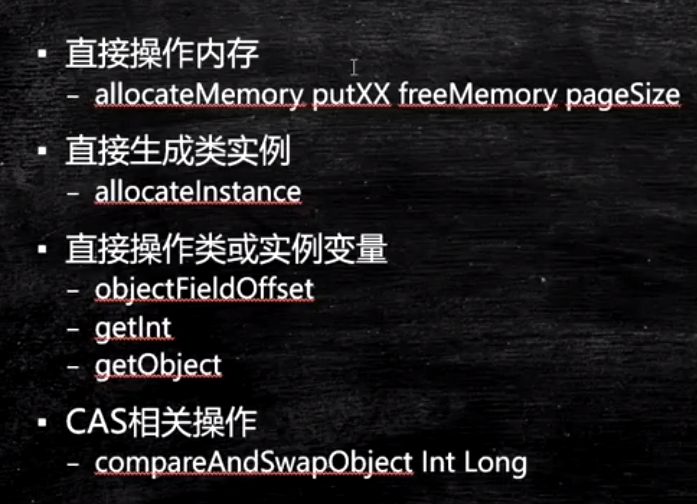 ▪ 直接操作内存
– allocateMemory putXX freeMemory pageSize
▪ 直接生成类实例
– allocateInstance
▪ 直接操作类或实例变量
– objectFieldOffset
– getInt
– getObject
▪ CAS相关操作
– compareAndSwapObject Int Long